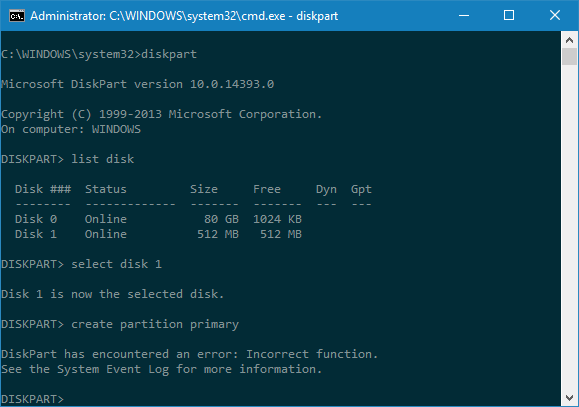 Administrator: C:\WINDOWS\system32\cmd.exe - diskpart
C:\WINDOWS\system32>diskpart
Microsoft DiskPart version 10.0.14393.0
Copyright (C) 1999-2013 Microsoft Corporation.
On computer: WINDOWS
DISKPART> list disk
  Disk ###  Status         Size     Free     Dyn  Gpt
  --------  -------------  -------  -------  ---  ---
  Disk 0    Online           80 GB  1024 KB
  Disk 1    Online          512 MB   512 MB
DISKPART> select disk 1
Disk 1 is now the selected disk.
DISKPART> create partition primary
DiskPart has encountered an error: Incorrect function.
See the System Event Log for more information.
DISKPART>